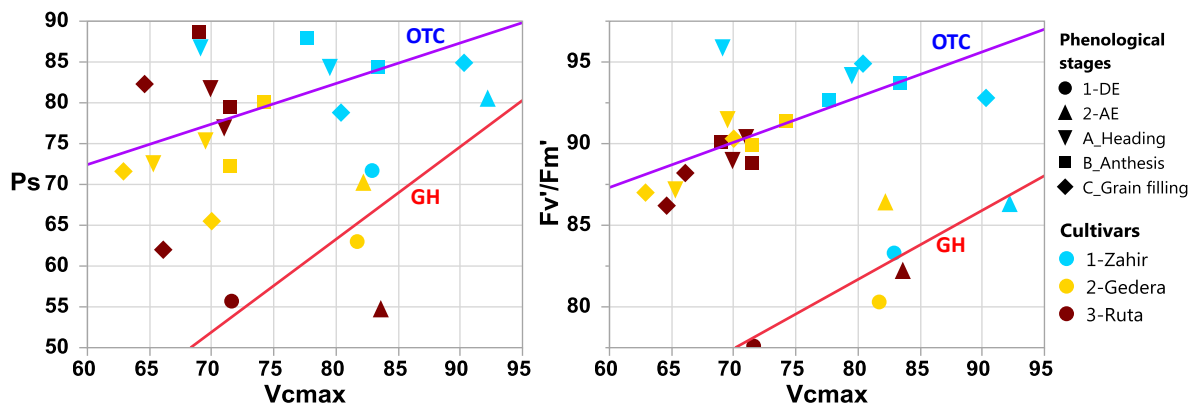 90
85
80
75
70
65
60
55
50
Ps
OTC
GH
60 65 70 75 80 85 90 95
Vcmax
95
90
85
80
Fv'/Fm'
OTC
GH
60 65 70 75 80 85 90 95
Vcmax
Phenological
stages
1-DE
2-AE
A_Heading
B_Anthesis
C_Grain filling
Cultivars
1-Zahir
2-Gedera
3-Ruta